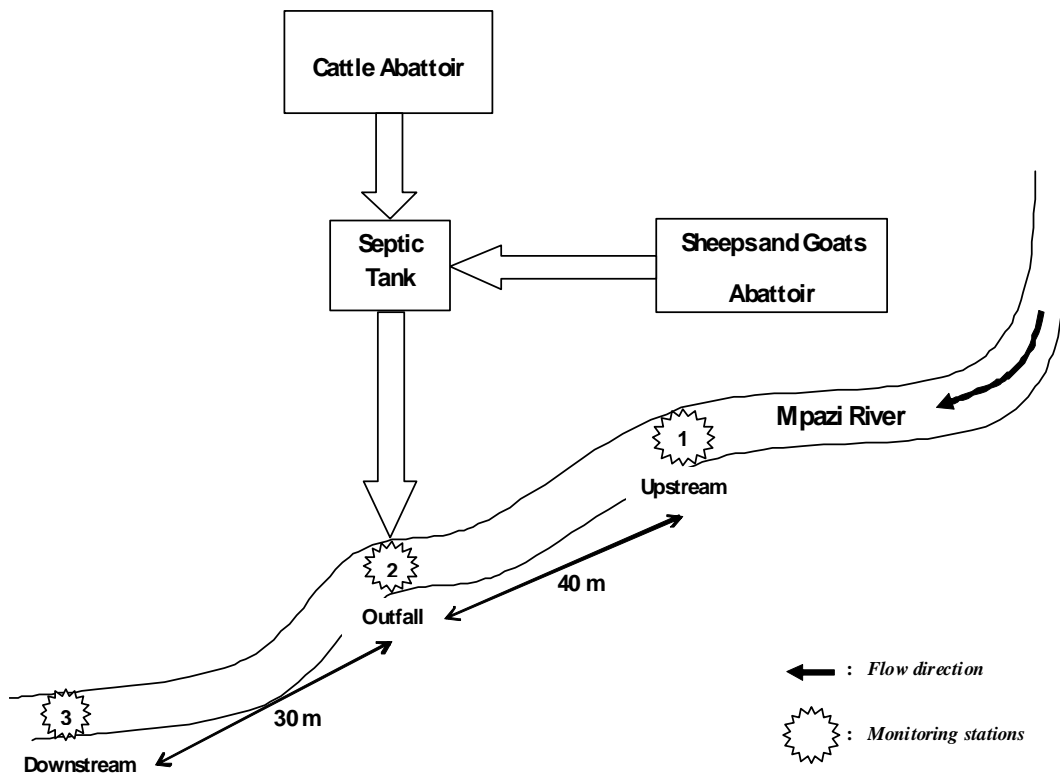 Cattle Abattoir
Septic
Tank
Sheepsand Goats
Abattoir
Mpazi River
1
Upstream
2
40 m
Outfall
: Flow direction
3
30 m
: Monitoring stations
Downstream